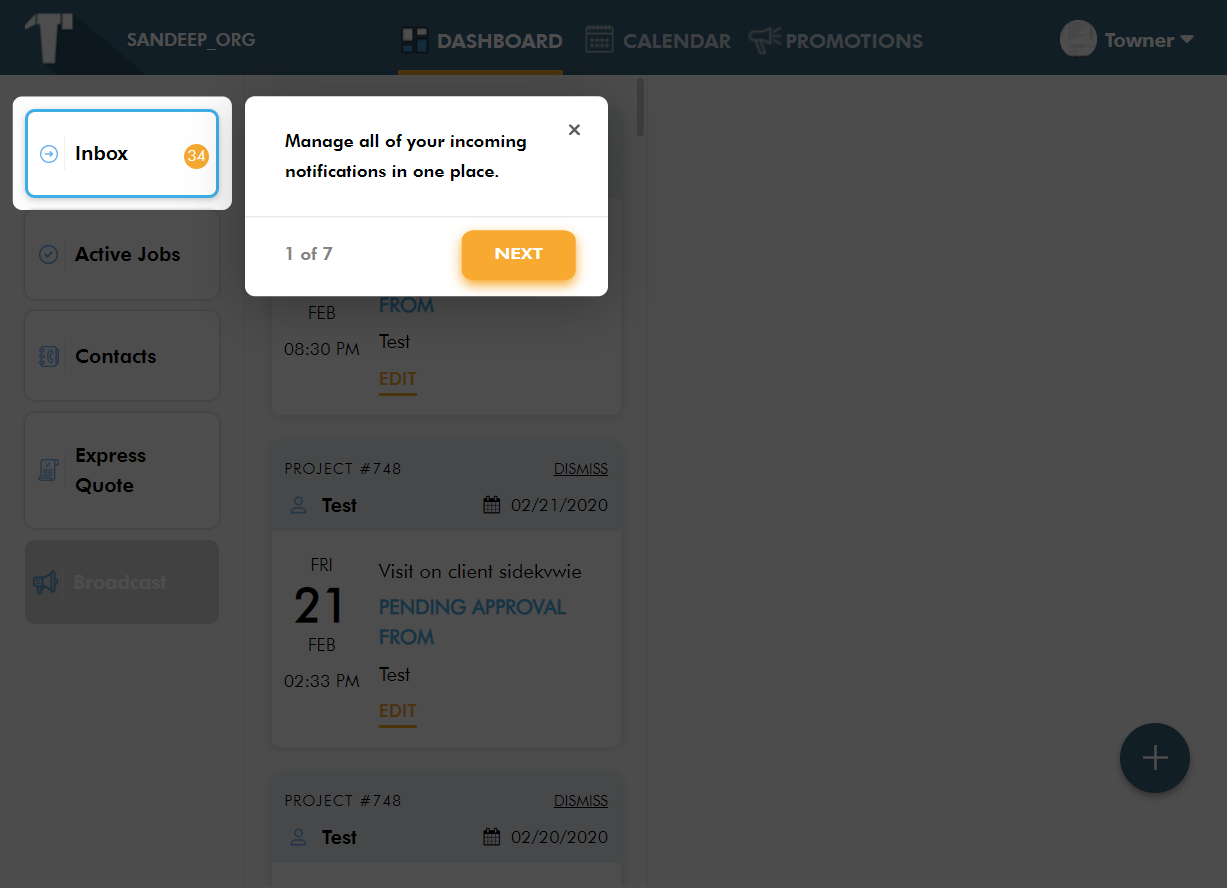 SANDEEP_ORG
DASHBOARD
CALENDAR
PROMOTIONS
Towner
Inbox
34
Active Jobs
Contacts
Express
Quote
Broadcast
Manage all of your incoming
notifications in one place.
1 of 7
NEXT
FROM
FEB
Test
08:30 PM
EDIT
PROJECT #748
DISMISS
Test
02/21/2020
FRI
21
FEB
02:33 PM
Visit on client sidekvwie
PENDING APPROVAL
FROM
Test
EDIT
PROJECT #748
DISMISS
Test
02/20/2020